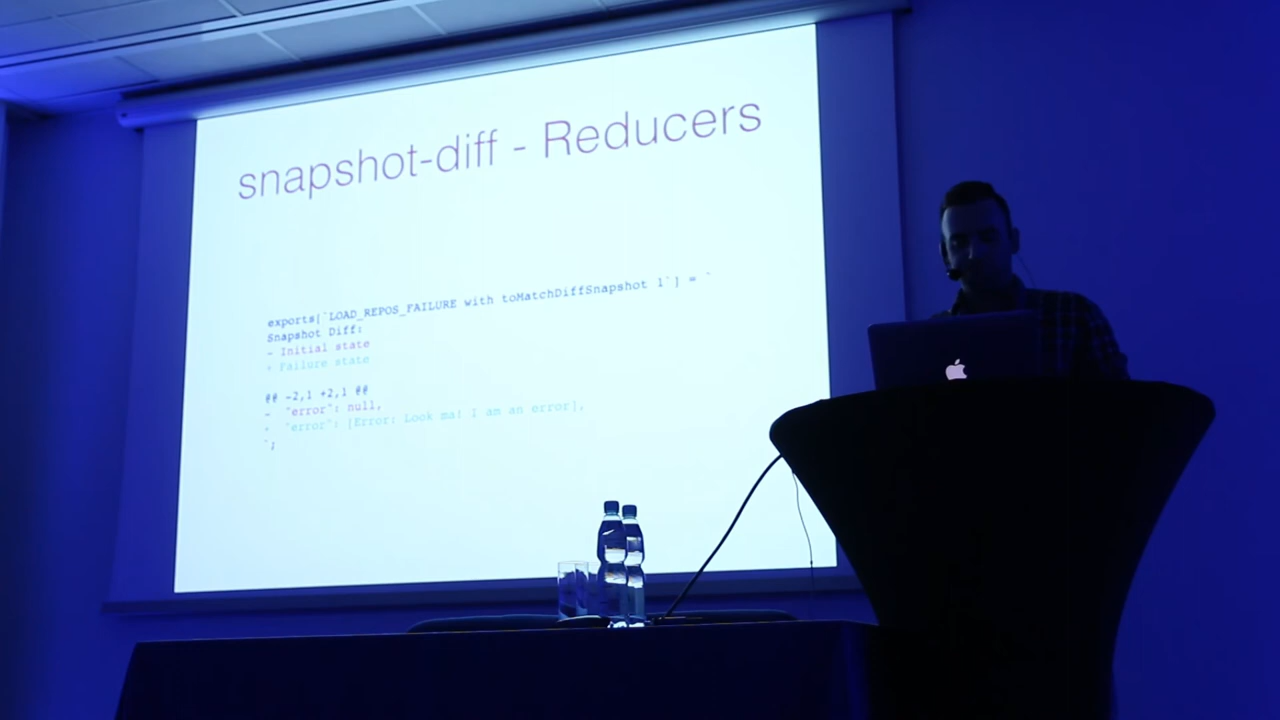 snapshot-diff - Reducers
exports[`LOAD_REPOS_FAILURE with toMatchDiffSnapshot 1`] = `
Snapshot Diff:
- Initial state
+ Failure state
@@ -2,1 +2,1 @@
-  "error": null,
+  "error": [Error: Look ma! I am an error],
`;